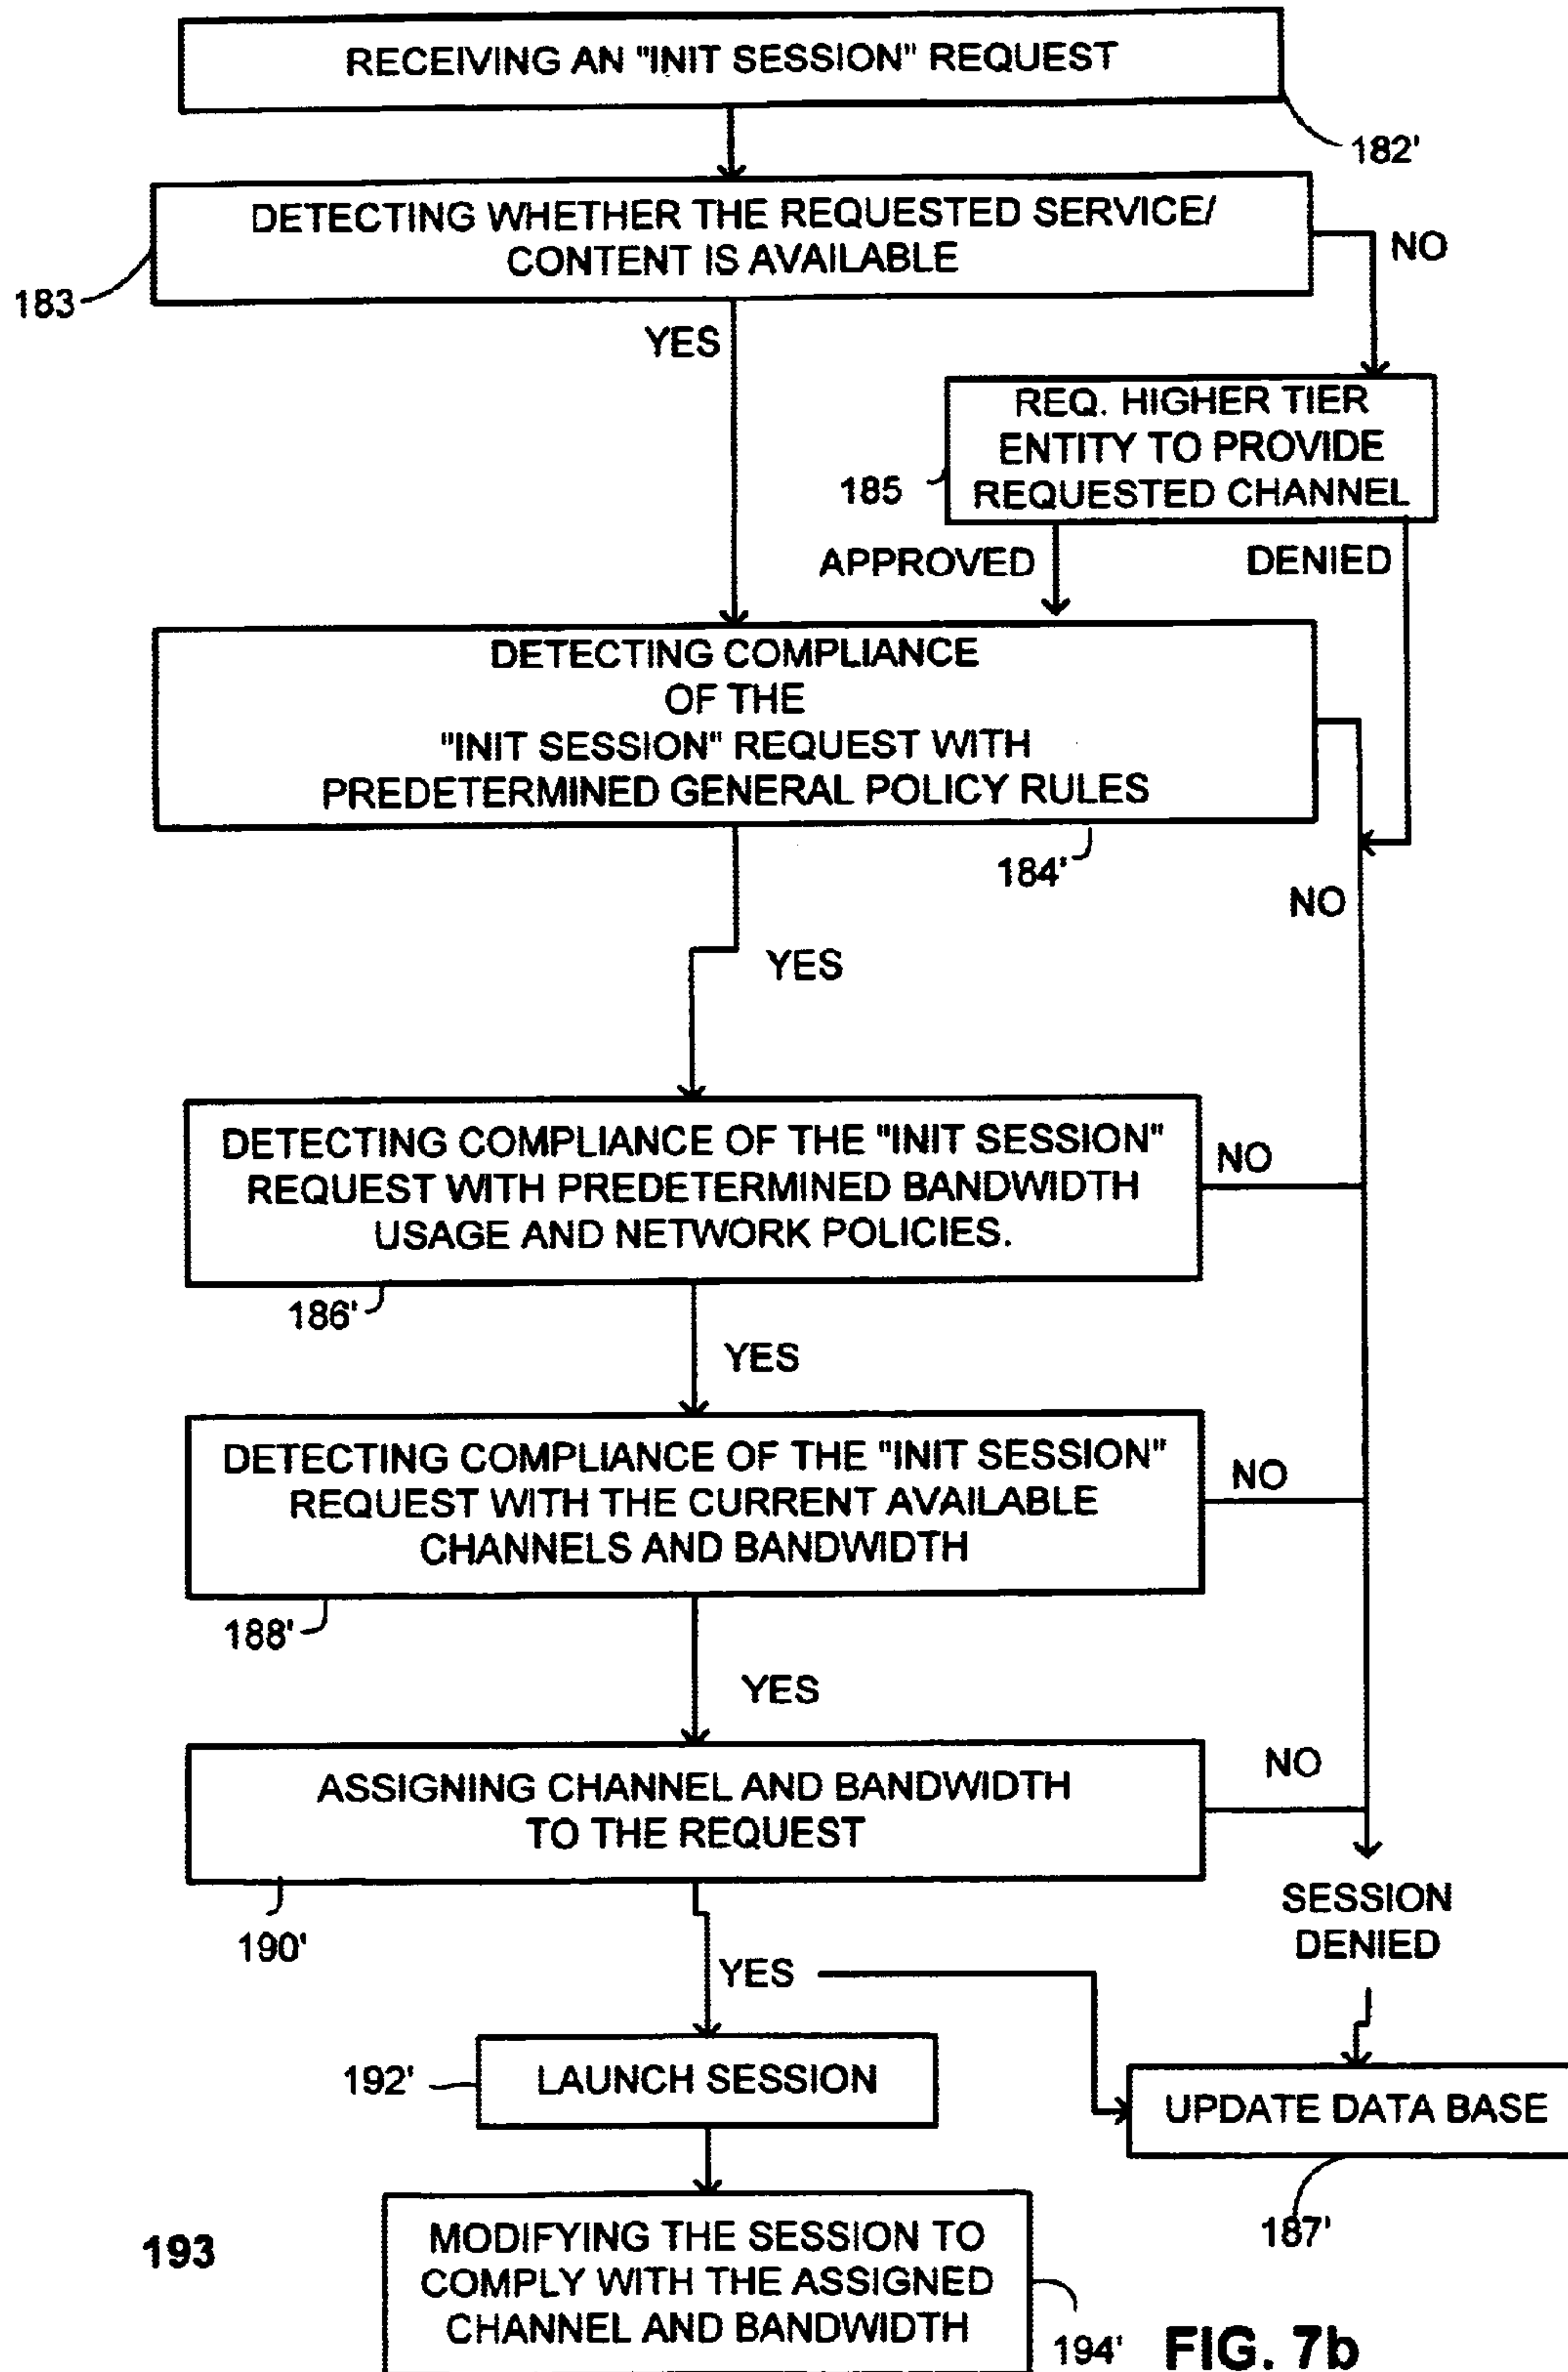 RECEIVING AN "INIT SESSION" REQUEST
182'
DETECTING WHETHER THE REQUESTED SERVICE/
CONTENT IS AVAILABLE
NO
183
YES
REQ. HIGHER TIER
ENTITY TO PROVIDE
REQUESTED CHANNEL
185
APPROVED
DENIED
DETECTING COMPLIANCE
OF THE
"INIT SESSION" REQUEST WITH
PREDETERMINED GENERAL POLICY RULES
184'
NO
YES
DETECTING COMPLIANCE OF THE "INIT SESSION"
REQUEST WITH PREDETERMINED BANDWIDTH
USAGE AND NETWORK POLICIES.
NO
186'
YES
DETECTING COMPLIANCE OF THE "INIT SESSION"
REQUEST WITH THE CURRENT AVAILABLE
CHANNELS AND BANDWIDTH
NO
188'
YES
ASSIGNING CHANNEL AND BANDWIDTH
TO THE REQUEST
NO
190'
SESSION
DENIED
YES
192'
LAUNCH SESSION
UPDATE DATA BASE
187'
193
MODIFYING THE SESSION TO
COMPLY WITH THE ASSIGNED
CHANNEL AND BANDWIDTH
194'
FIG. 7b